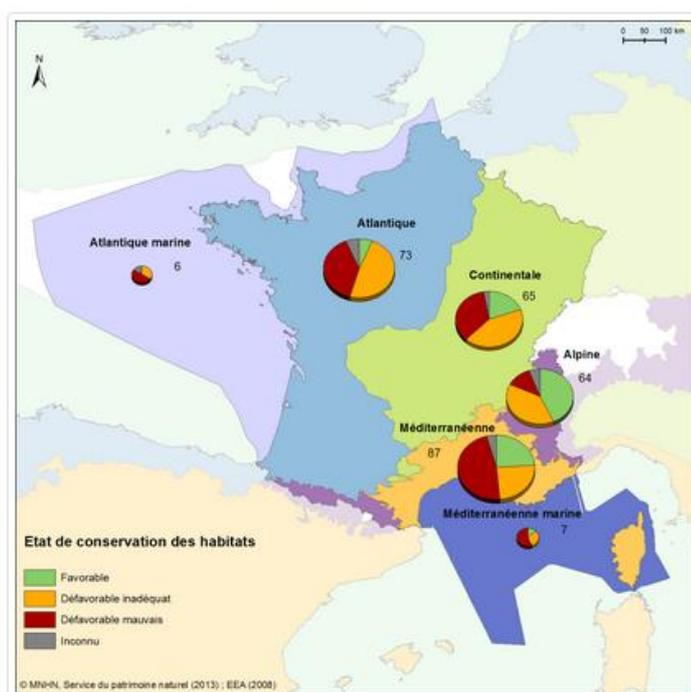 0 50 100 km
N
Atlantique
73
Atlantique marine
6
Continentale
65
Alpine
64
Méditerranéenne
87
Méditerranéenne marine
7
Etat de conservation des habitats
Favorable
Défavorable inadéquat
Défavorable mauvais
Inconnu
© MNHN, Service du patrimoine naturel (2013) ; EEA (2008)